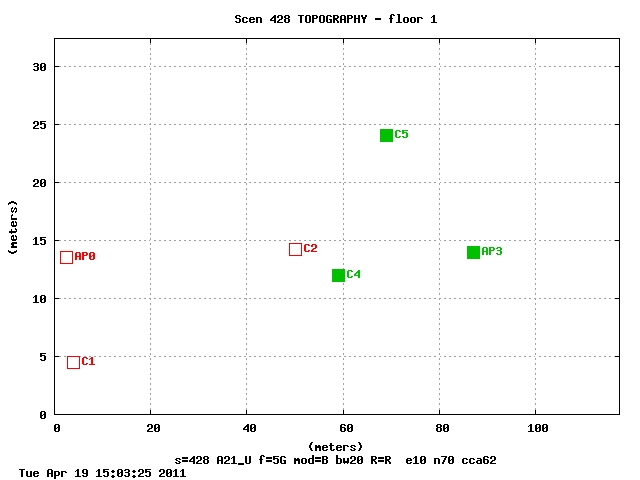 Scen 428 TOPOGRAPHY - floor 1
30
25
20
15
10
5
0
(meters)
C5
C2
AP3
AP0
C4
C1
0 20 40 60 80 100
(meters)
s=428 A21_U f=5G mod=B bw20 R=R e10 n70 cca62
Tue Apr 19 15:03:25 2011